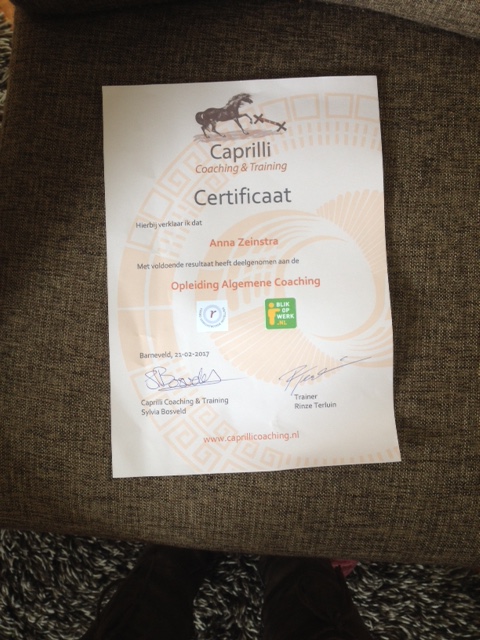 Caprilli
Coaching & Training
Certificaat
Hierbij verklaar ik dat
Anna Zeinstra
Met voldoende resultaat heeft deelgenomen aan de
Opleiding Algemene Coaching
r
BLIK
OP
WERK
.NL
Barneveld, 21-02-2017
Caprilli Coaching & Training
Sylvia Bosveld
Trainer
Rinze Terluin
www.caprillicoaching.nl